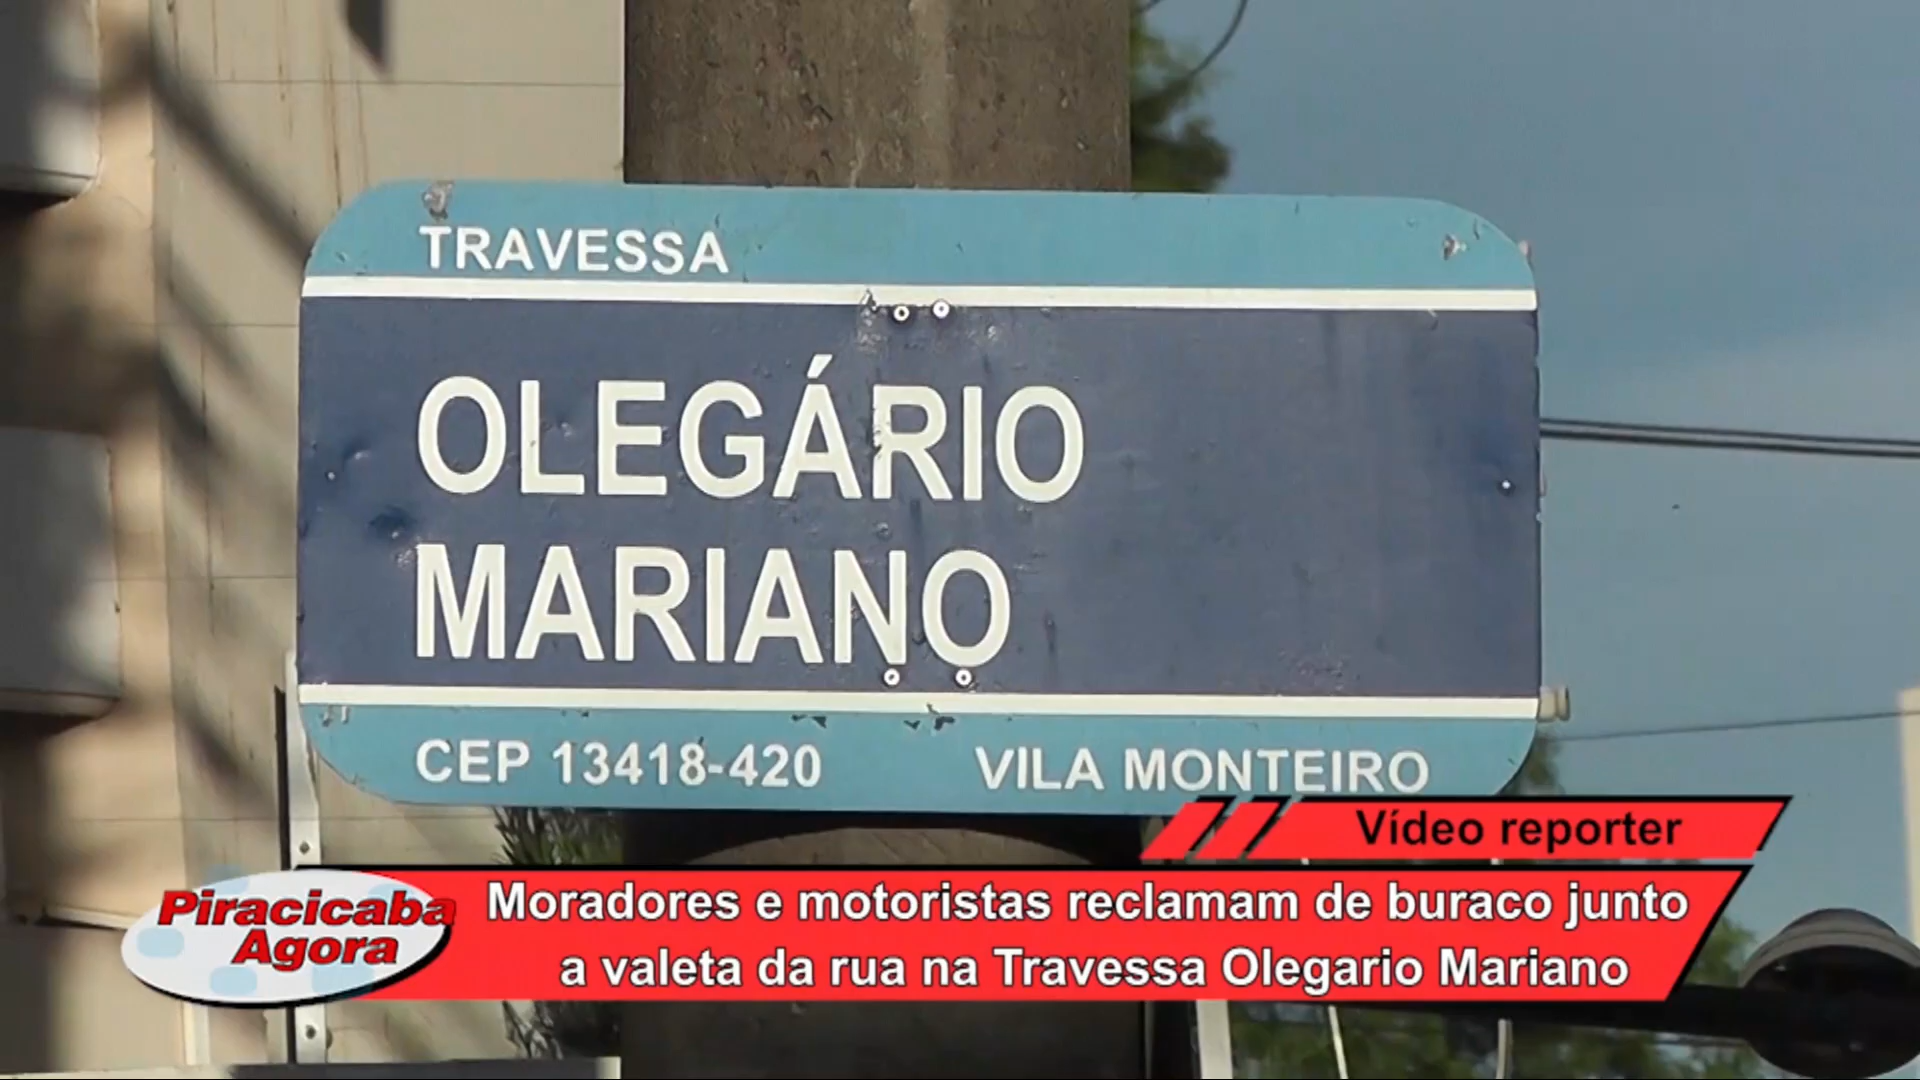 TRAVESSA
OLEGÁRIO
MARIANO
CEP 13418-420 VILA MONTEIRO
Vídeo reporter
Piracicaba
Agora
Moradores e motoristas reclamam de buraco junto
a valeta da rua na Travessa Olegario Mariano